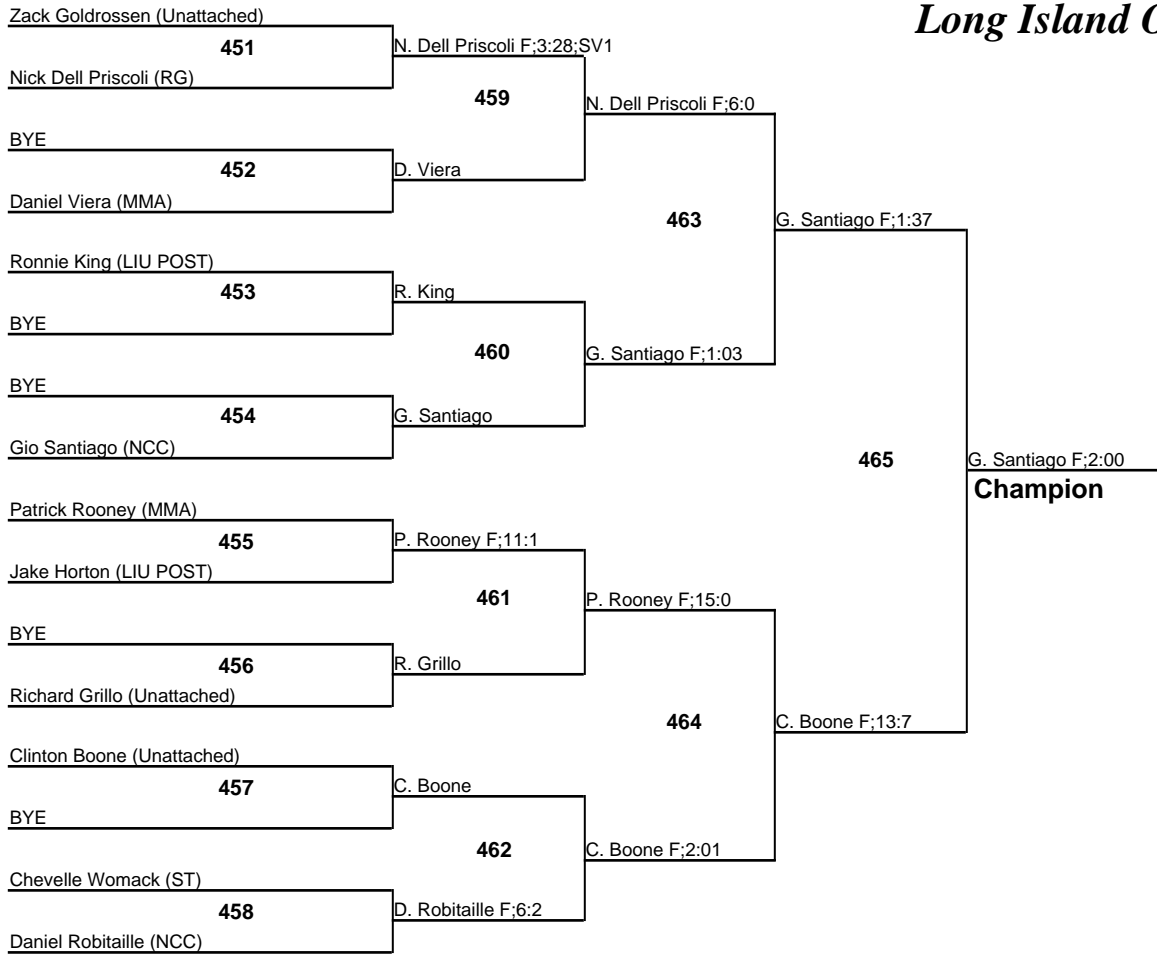 Long Island
Zack Goldrossen (Unattached)
451
Nick Dell Priscoli (RG)
BYE
452
Daniel Viera (MMA)
Ronnie King (LIU POST)
453
BYE
BYE
454
Gio Santiago (NCC)
Patrick Rooney (MMA)
455
Jake Horton (LIU POST)
BYE
456
Richard Grillo (Unattached)
Clinton Boone (Unattached)
457
BYE
Chevelle Womack (ST)
458
Daniel Robitaille (NCC)
N. Dell Priscoli F;3:28;SV1
459
D. Viera
R. King
460
G. Santiago
P. Rooney F;11:1
461
R. Grillo
C. Boone
462
D. Robitaille F;6:2
N. Dell Priscoli F;6:0
463
G. Santiago F;1:03
P. Rooney F;15:0
464
C. Boone F;2:01
G. Santiago F;1:37
465
C. Boone F;13:7
G. Santiago F;2:00
Champion